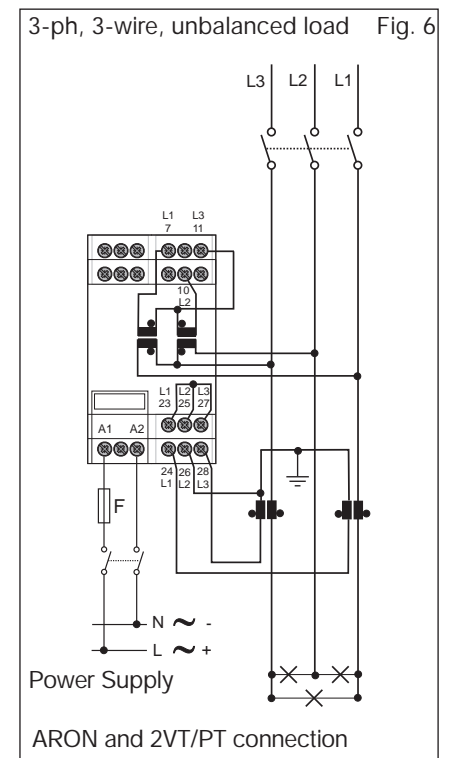 3-ph, 3-wire, unbalanced load Fig. 6
L3 L2 L1
L1 L3
7 11
10
L2
L1 L2 L3
23 25 27
A1 A2
24 26 28
L1 L2 L3
F
N ~ -
L ~ +
Power Supply
ARON and 2VT/PT connection